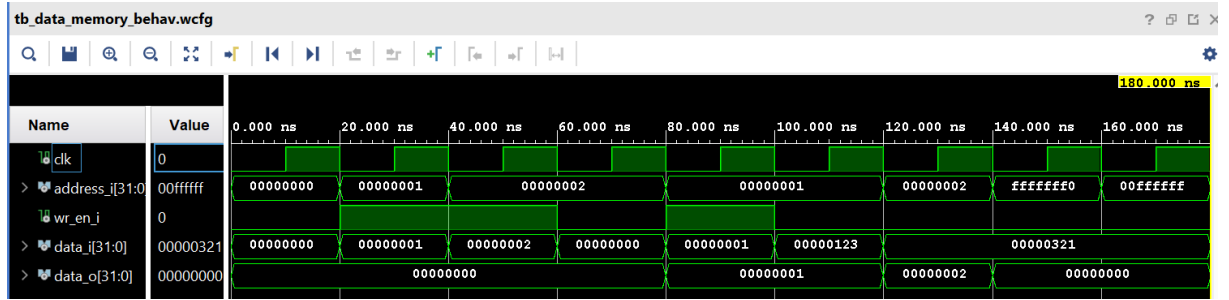 tb_data_memory_behav.wcfg
180.000 ns
Name Value 0.000 ns 20.000 ns 40.000 ns 60.000 ns 80.000 ns 100.000 ns 120.000 ns 140.000 ns 160.000 ns
clk 0
address_i[31:0 00ffffff 00000000 00000001 00000002 00000001 00000002 fffffff0 00ffffff
wr_en_i 0
data_i[31:0] 00000321 00000000 00000001 00000002 00000000 00000001 00000123 00000321
data_o[31:0] 00000000 00000000 00000001 00000002 00000000